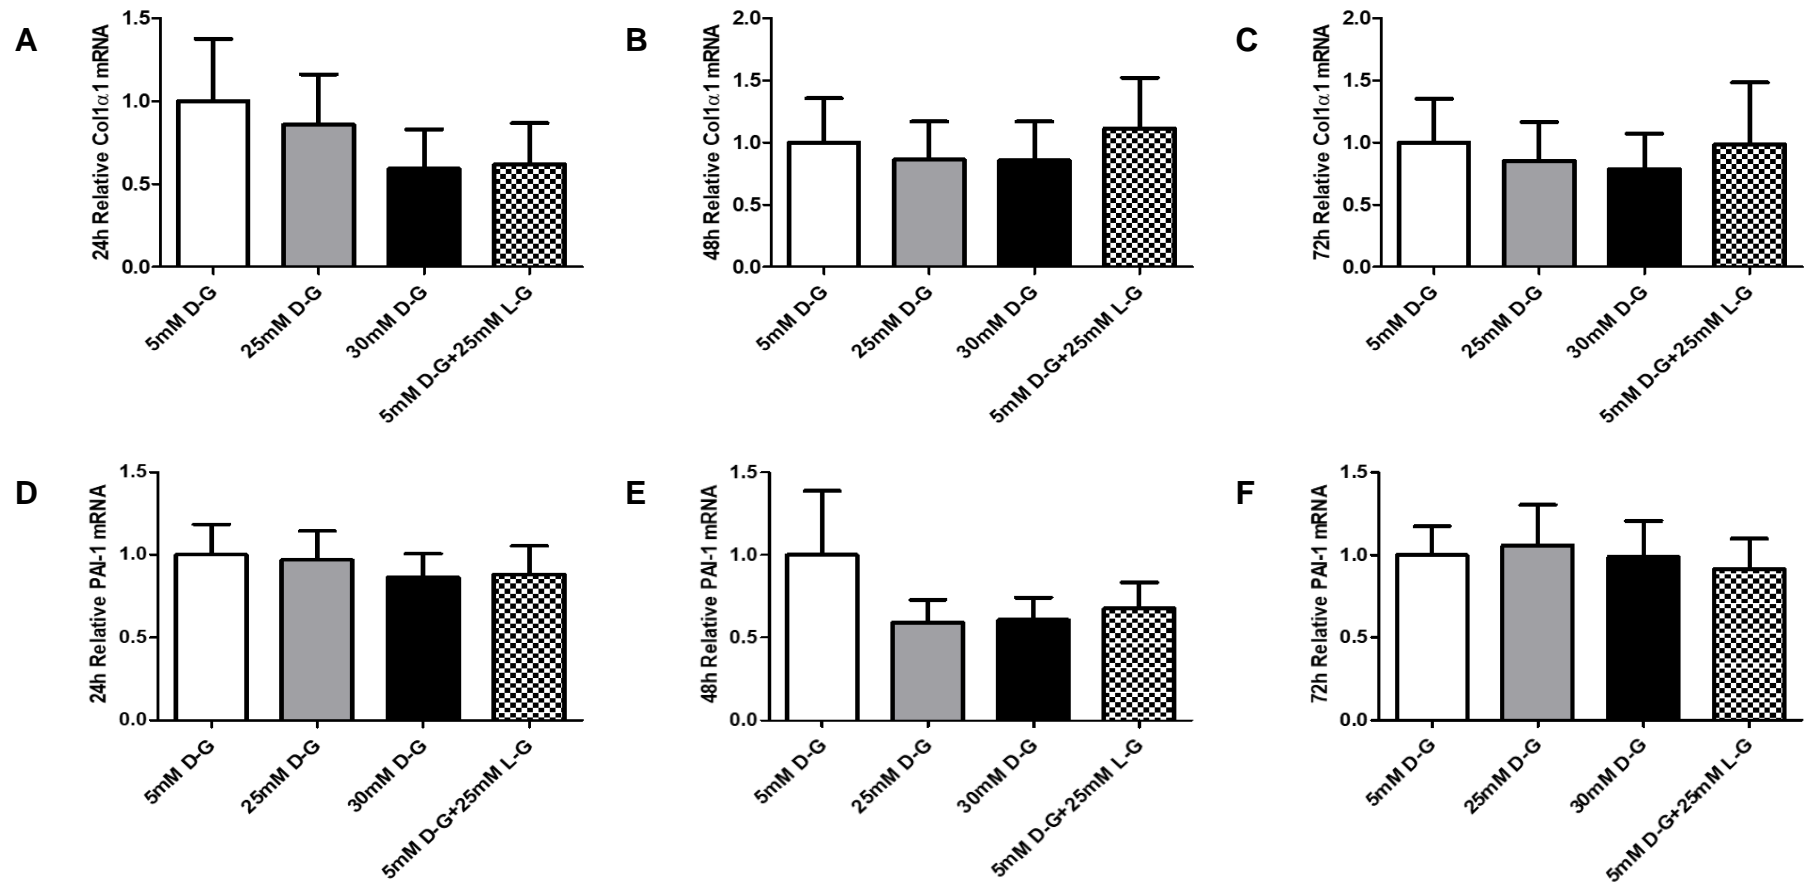 A
24h Relative Col1α1 mRNA
1.5
1.0
0.5
0.0
5mM D-G
25mM D-G
30mM D-G
5mM D-G+25mM L-G
B
48h Relative Col1α1 mRNA
2.0
1.5
1.0
0.5
0.0
5mM D-G
25mM D-G
30mM D-G
5mM D-G+25mM L-G
C
72h Relative Col1α1 mRNA
2.0
1.5
1.0
0.5
0.0
5mM D-G
25mM D-G
30mM D-G
5mM D-G+25mM L-G
D
24h Relative PAI-1 mRNA
1.5
1.0
0.5
0.0
5mM D-G
25mM D-G
30mM D-G
5mM D-G+25mM L-G
E
48h Relative PAI-1 mRNA
1.5
1.0
0.5
0.0
5mM D-G
25mM D-G
30mM D-G
5mM D-G+25mM L-G
F
72h Relative PAI-1 mRNA
1.5
1.0
0.5
0.0
5mM D-G
25mM D-G
30mM D-G
5mM D-G+25mM L-G